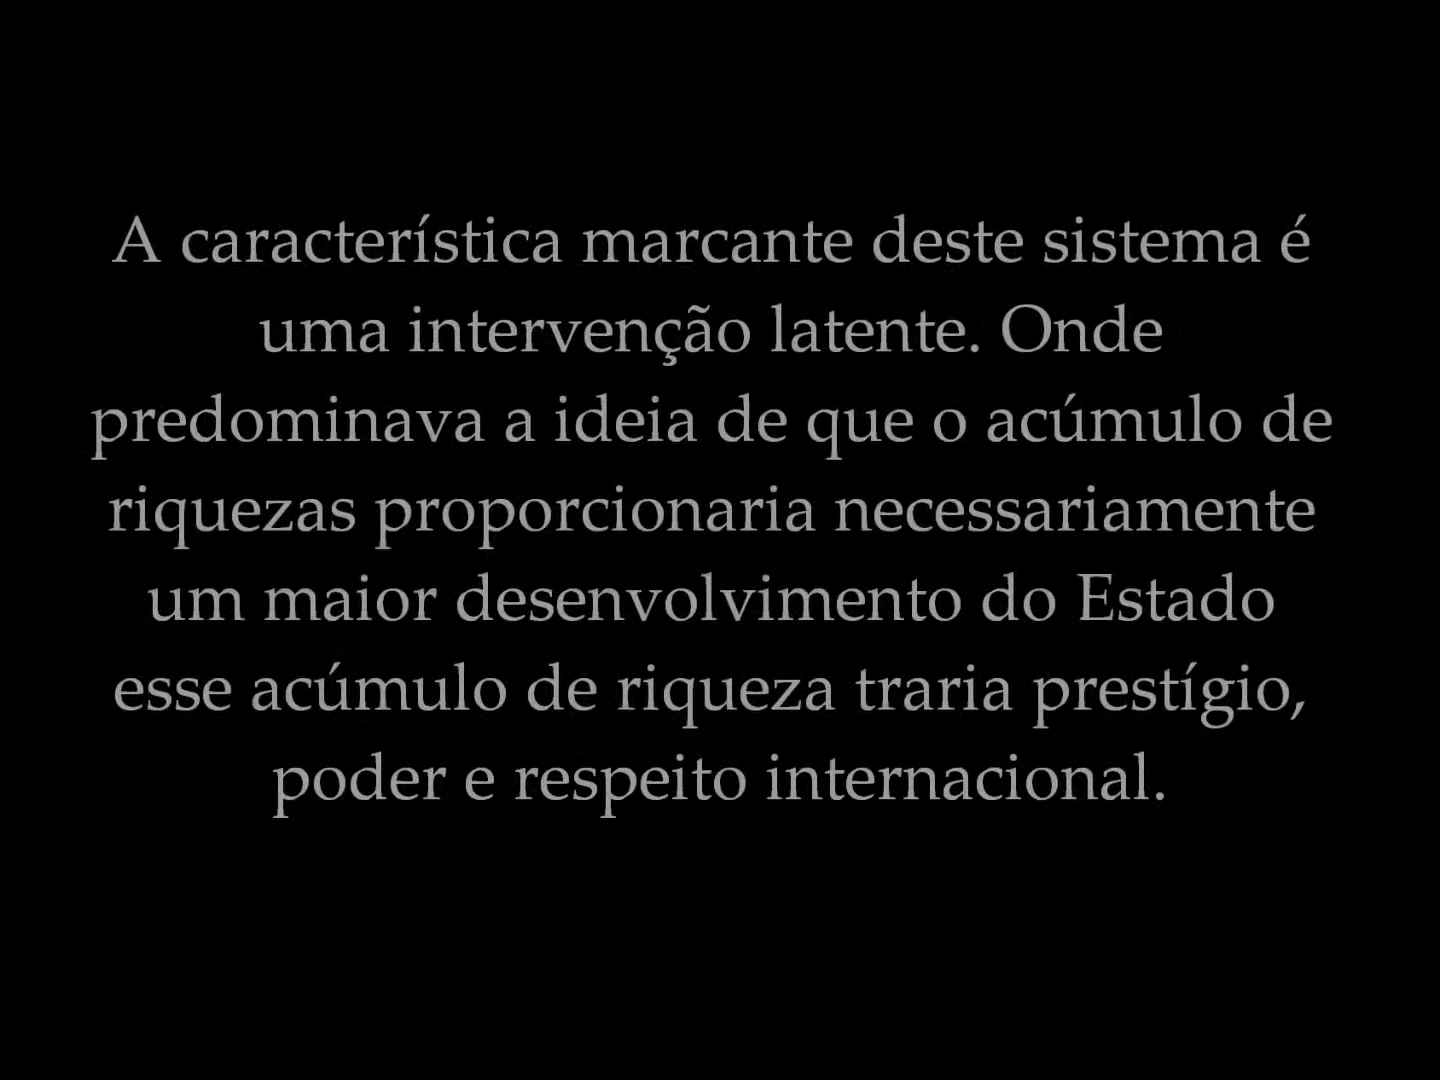 A característica marcante deste sistema é
uma intervenção latente. Onde
predominava a ideia de que o acúmulo de
riquezas proporcionaria necessariamente
um maior desenvolvimento do Estado
esse acúmulo de riqueza traria prestígio,
poder e respeito internacional.